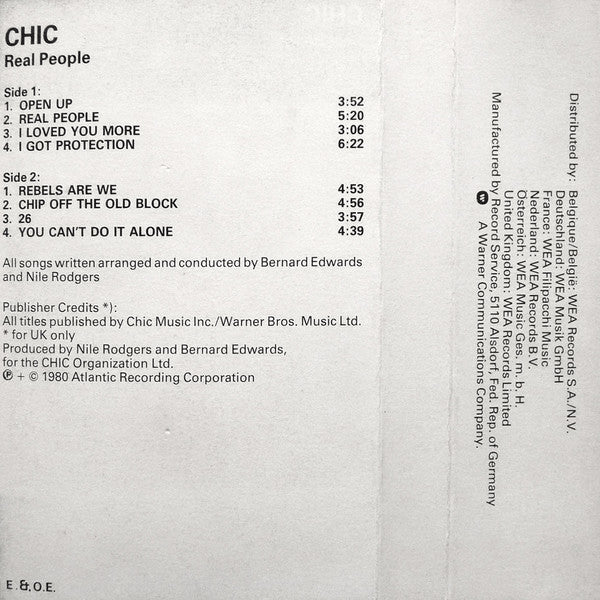 CHIC
Real People
Side 1:
1. OPEN UP 3:52
2. REAL PEOPLE 5:20
3. I LOVED YOU MORE 3:06
4. I GOT PROTECTION 6:22
Side 2:
1. REBELS ARE WE 4:53
2. CHIP OFF THE OLD BLOCK 4:56
3. 26 3:57
4. YOU CAN'T DO IT ALONE 4:39
All songs written arranged and conducted by Bernard Edwards
and Nile Rodgers
Publisher Credits *):
All titles published by Chic Music Inc./Warner Bros. Music Ltd.
* for UK only
Produced by Nile Rodgers and Bernard Edwards,
for the CHIC Organization Ltd.
℗ + © 1980 Atlantic Recording Corporation
E.&.O.E.
Distributed by: Belgique/België: WEA Records S.A./N.V.
Deutschland: WEA Musik GmbH
France: WEA Filipacchi Music
Nederland: WEA Records B.V.
Österreich: WEA Music Ges. m. b. H.
United Kingdom: WEA Records Limited
Manufactured by Record Service, 5110 Alsdorf, Fed. Rep. of Germany
A Warner Communications Company.